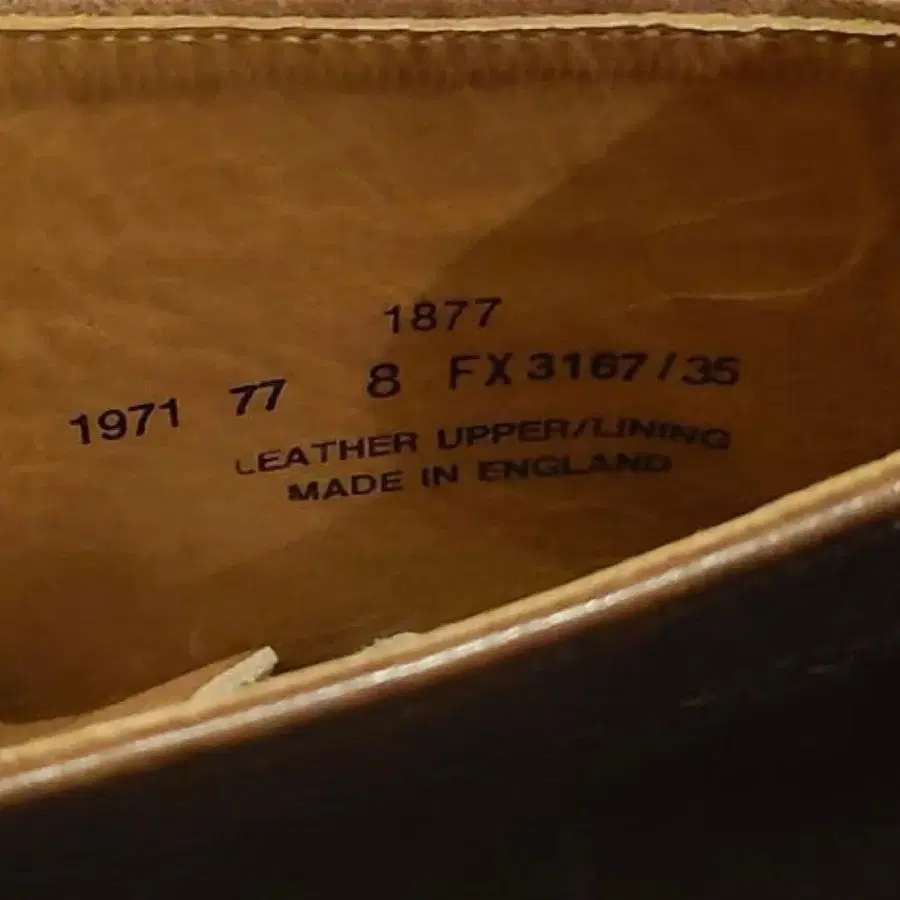 1877
1971 77 8 FX 3167/35
LEATHER UPPER/LINING
MADE IN ENGLAND